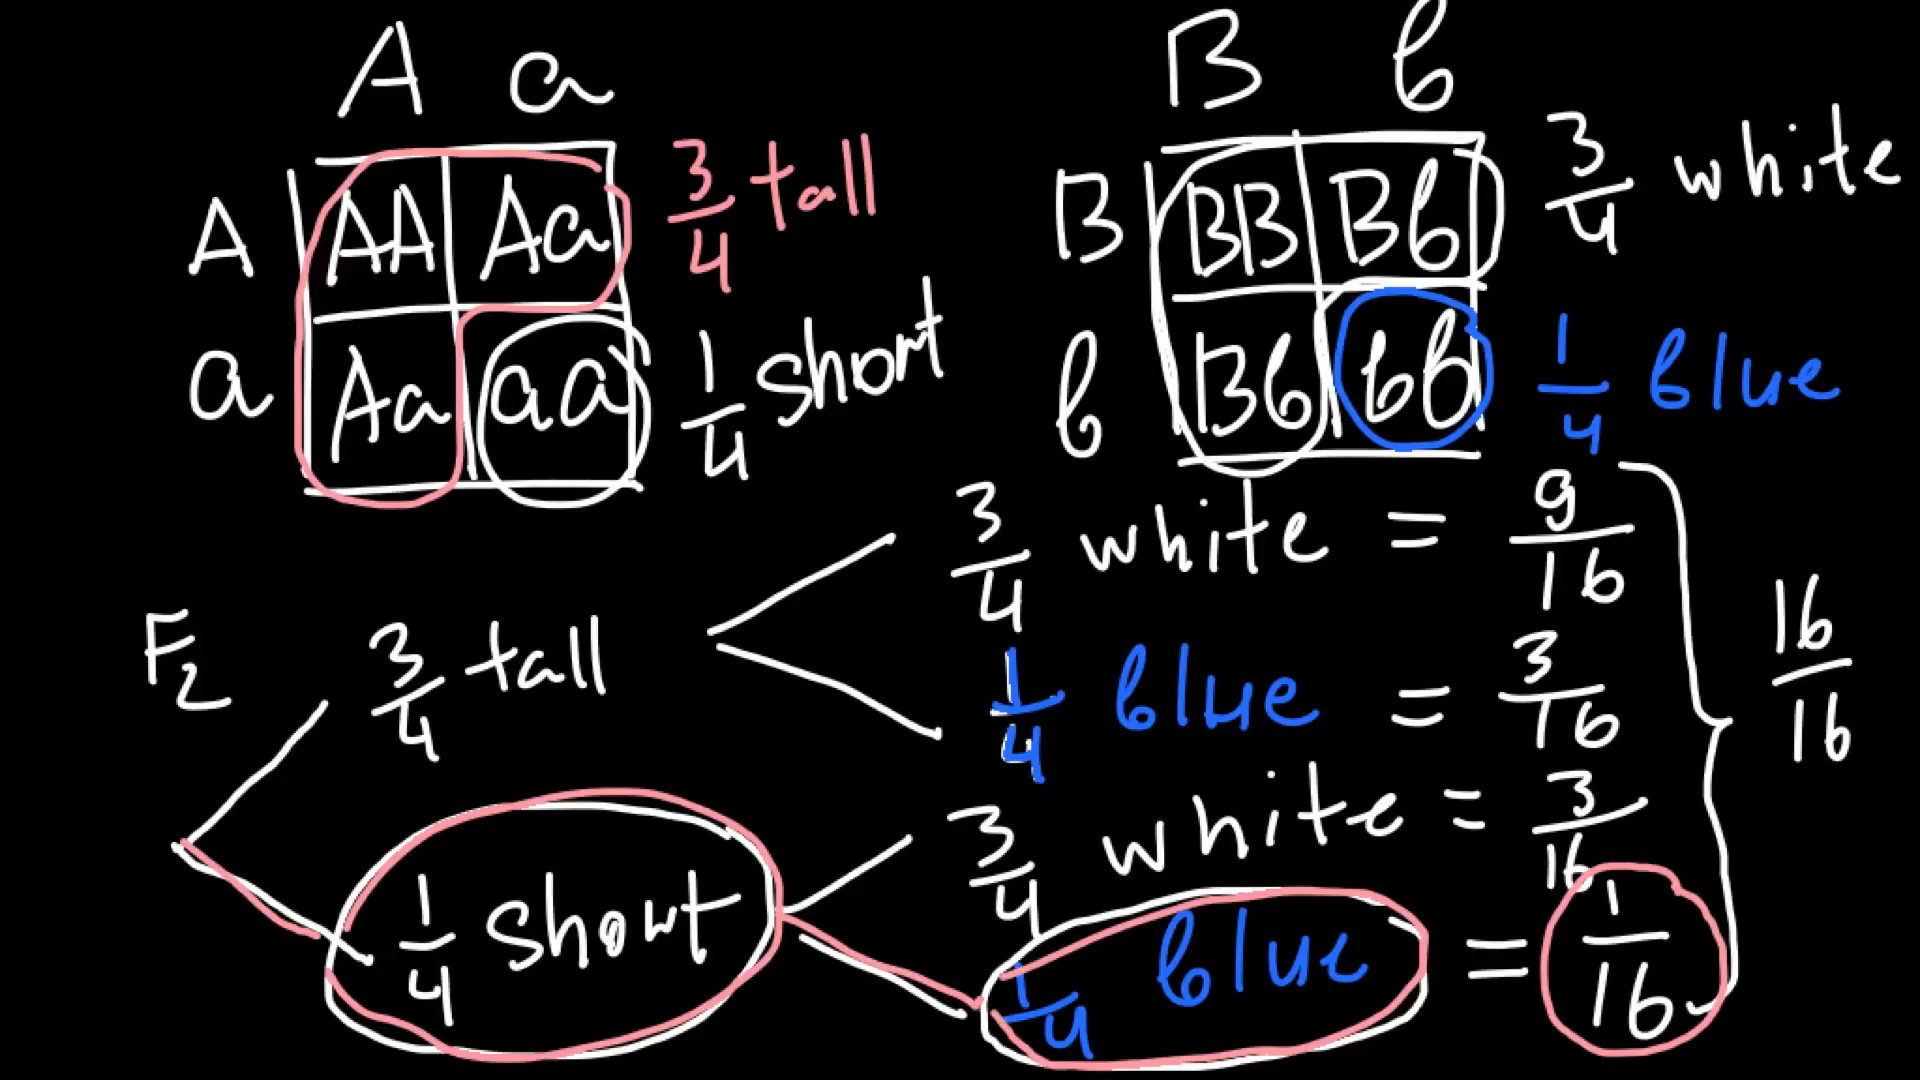 A a
A AA Aa 3/4 tall
a Aa aa 1/4 short
B b
B BB Bb 3/4 white
b Bb bb 1/4 blue
F2
3/4 tall
3/4 white = 9/16
1/4 blue = 3/16
1/4 short
3/4 white = 3/16
1/4 blue = 1/16
16/16